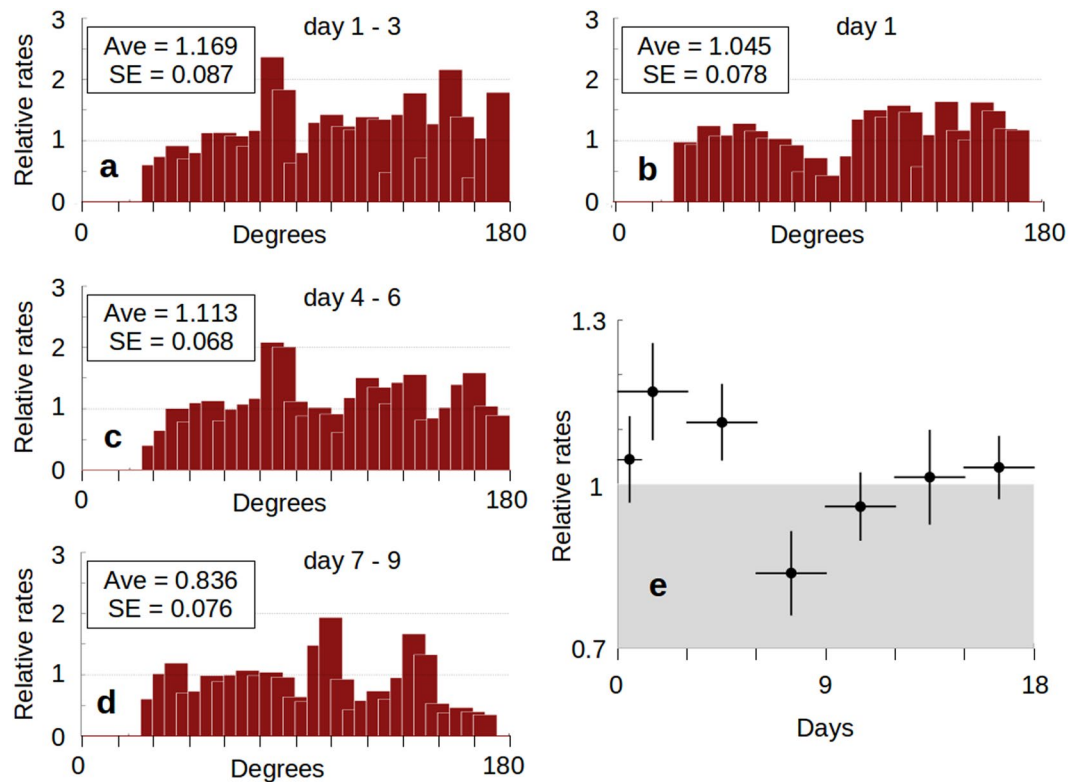 3
day 1 - 3
Ave = 1.169
SE = 0.087
2
Relative rates
1
a
0
0
Degrees
180
3
day 1
Ave = 1.045
SE = 0.078
2
Relative rates
1
b
0
0
Degrees
180
3
day 4 - 6
Ave = 1.113
SE = 0.068
2
Relative rates
1
c
0
0
Degrees
180
3
day 7 - 9
Ave = 0.836
SE = 0.076
2
Relative rates
1
d
0
0
Degrees
180
1.3
Relative rates
1
e
0.7
0
9
18
Days